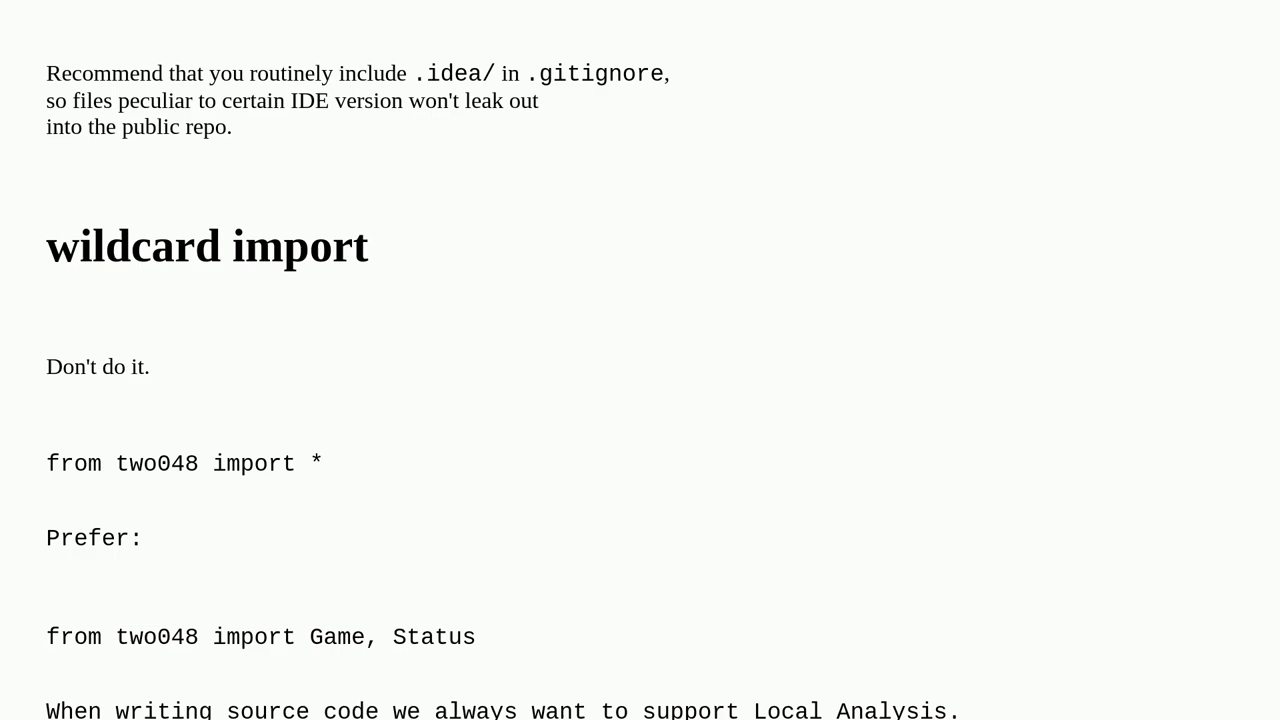 Recommend that you routinely include .idea/ in .gitignore,
so files peculiar to certain IDE version won't leak out
into the public repo.
wildcard import
Don't do it.
from two048 import *
Prefer:
from two048 import Game, Status
When writing source code we always want to support Local Analysis.